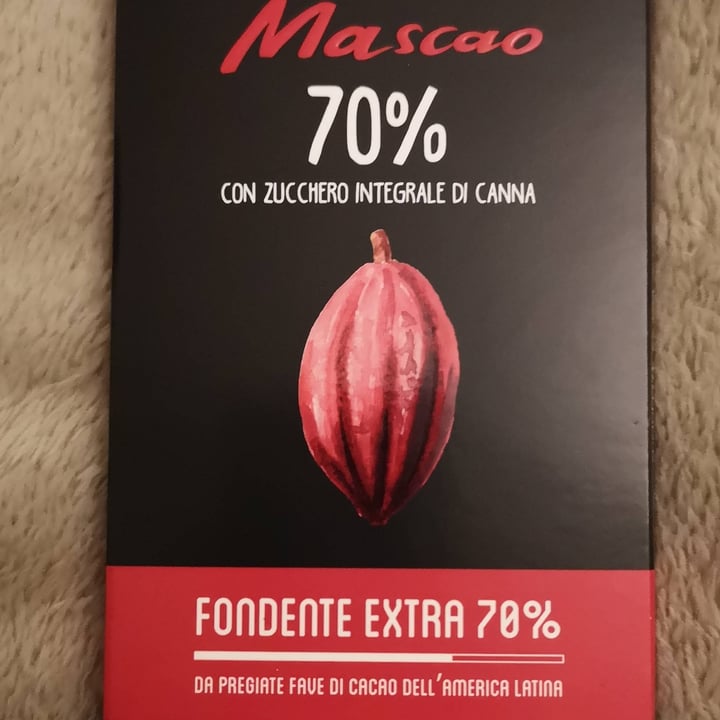 Mascao
70%
CON ZUCCHERO INTEGRALE DI CANNA
FONDENTE EXTRA 70%
DA PREGIATE FAVE DI CACAO DELL'AMERICA LATINA